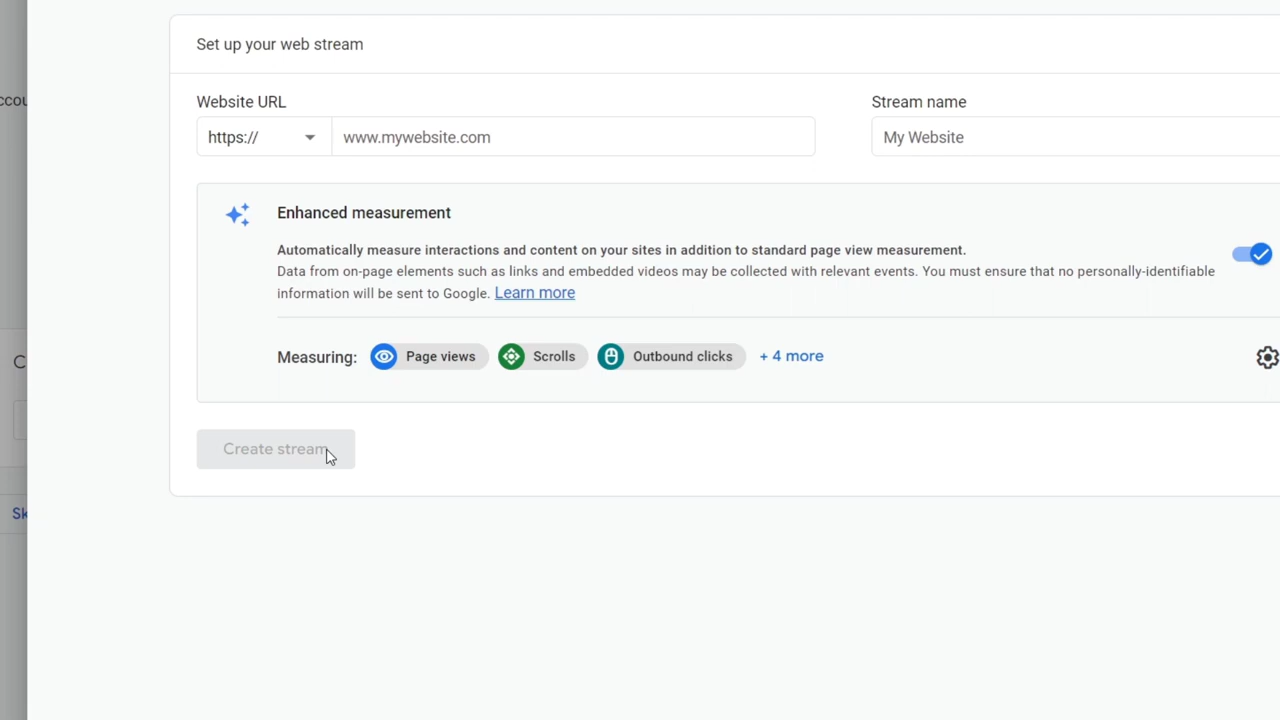 Set up your web stream
Website URL
Stream name
https://
www.mywebsite.com
My Website
Enhanced measurement
Automatically measure interactions and content on your sites in addition to standard page view measurement.
Data from on-page elements such as links and embedded videos may be collected with relevant events. You must ensure that no personally-identifiable
information will be sent to Google. Learn more
Measuring: Page views Scrolls Outbound clicks + 4 more
Create stream